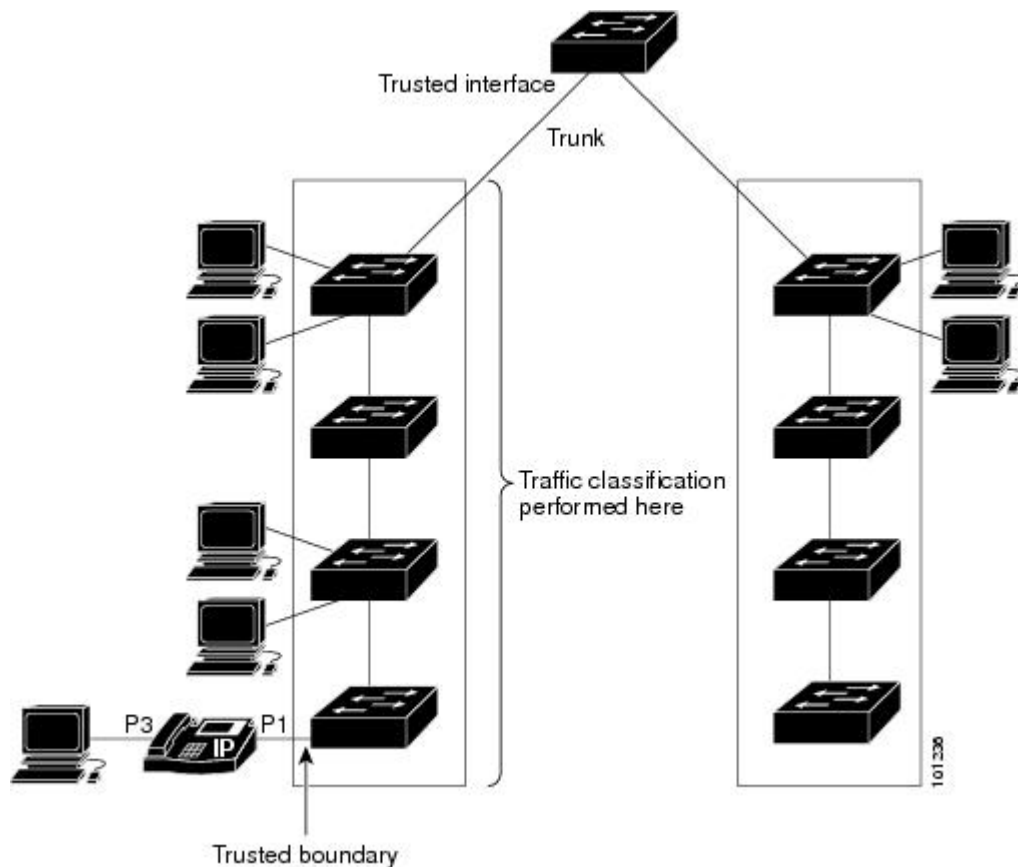 Trusted interface
Trunk
Traffic classification
performed here
P3
IP
P1
Trusted boundary
101236